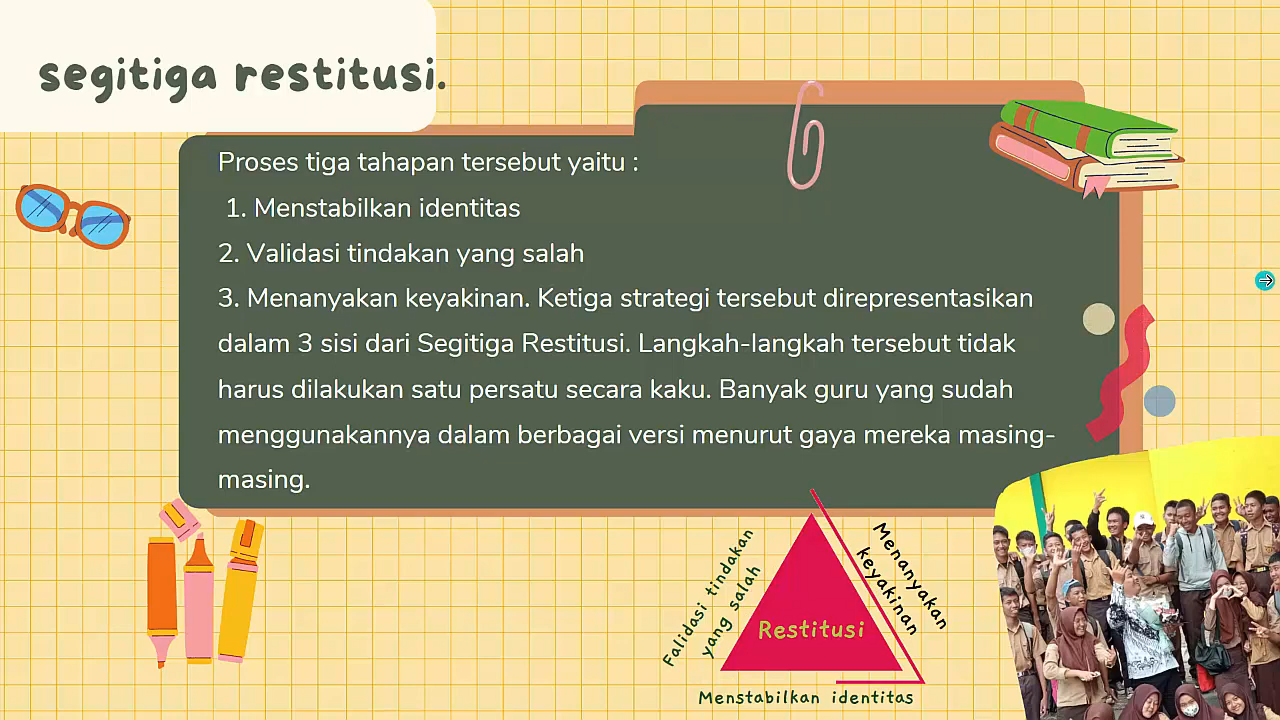 segitiga restitusi.
Proses tiga tahapan tersebut yaitu :
1. Menstabilkan identitas
2. Validasi tindakan yang salah
3. Menanyakan keyakinan. Ketiga strategi tersebut direpresentasikan
dalam 3 sisi dari Segitiga Restitusi. Langkah-langkah tersebut tidak
harus dilakukan satu persatu secara kaku. Banyak guru yang sudah
menggunakannya dalam berbagai versi menurut gaya mereka masing-
masing.
Falidasi tindakan
yang salah
Menanyakan
keyakinan
Restitusi
Menstabilkan identitas